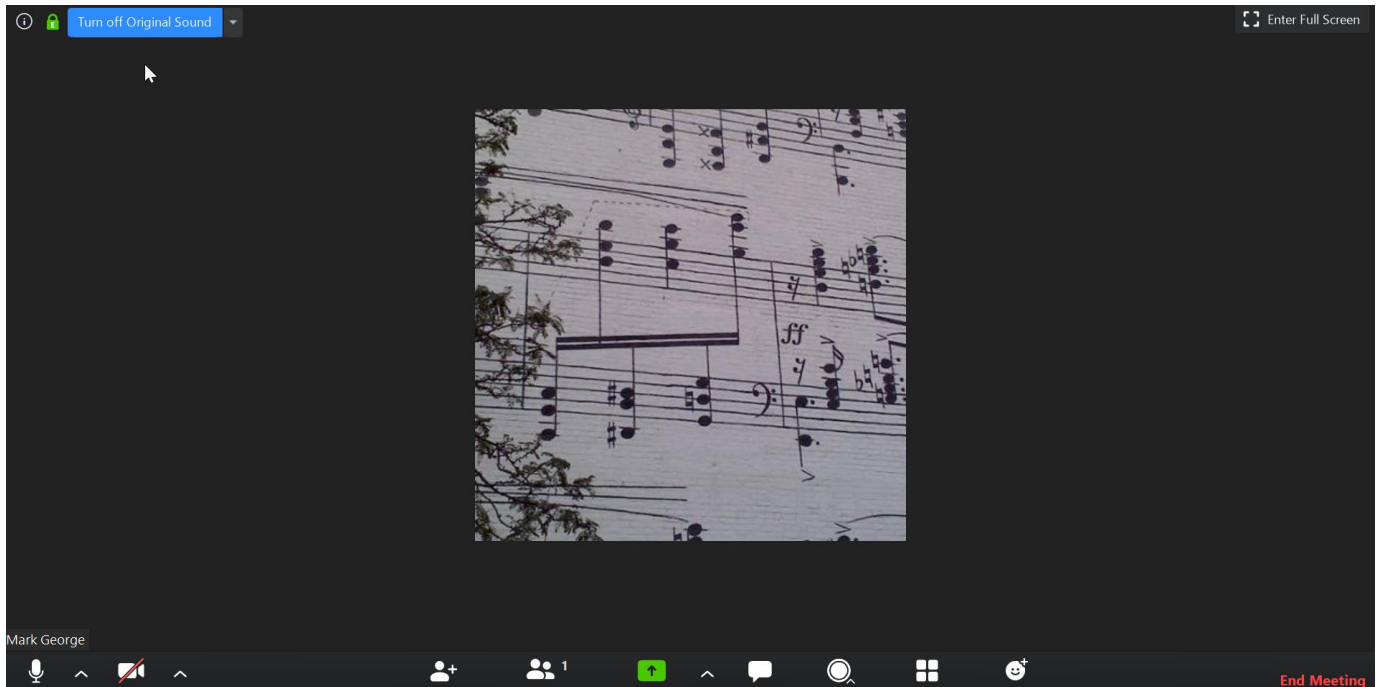 Turn off Original Sound
Enter Full Screen
ff
Mark George
1
End Meeting